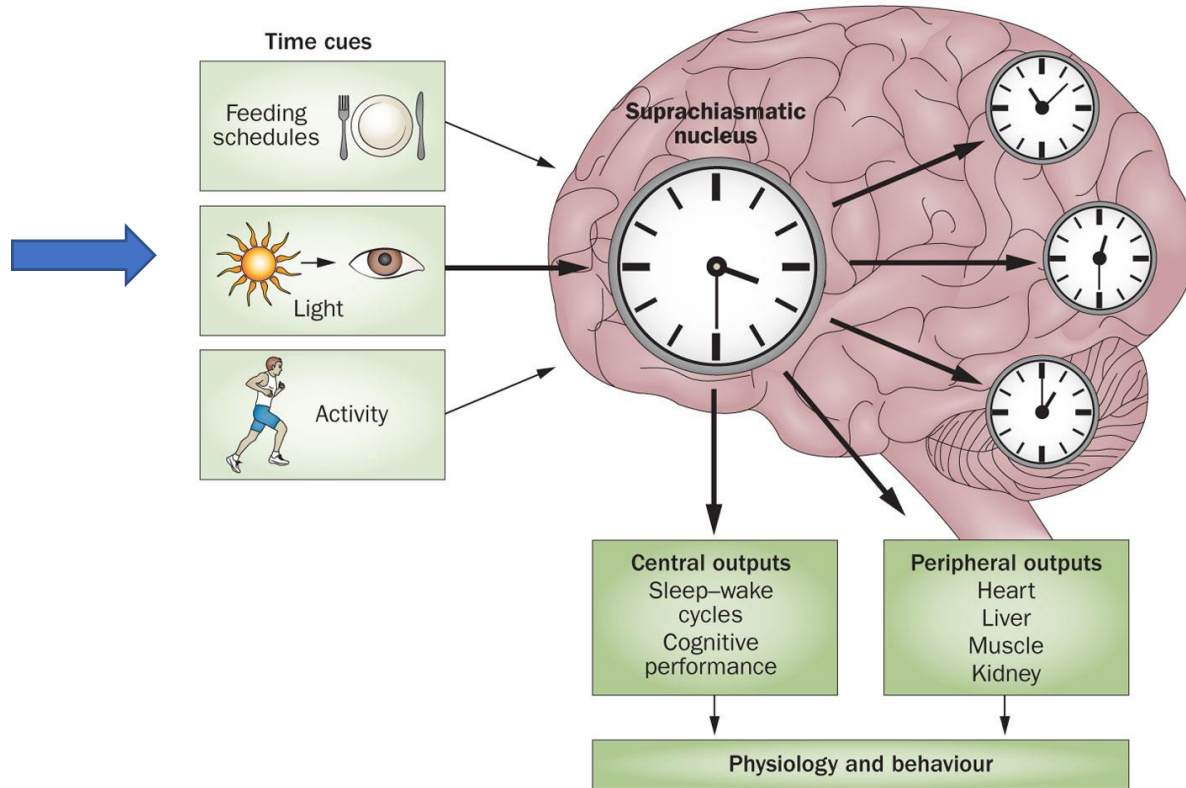 Time cues
Feeding
schedules
Light
Activity
Suprachiasmatic
nucleus
Central outputs
Sleep–wake
cycles
Cognitive
performance
Peripheral outputs
Heart
Liver
Muscle
Kidney
Physiology and behaviour